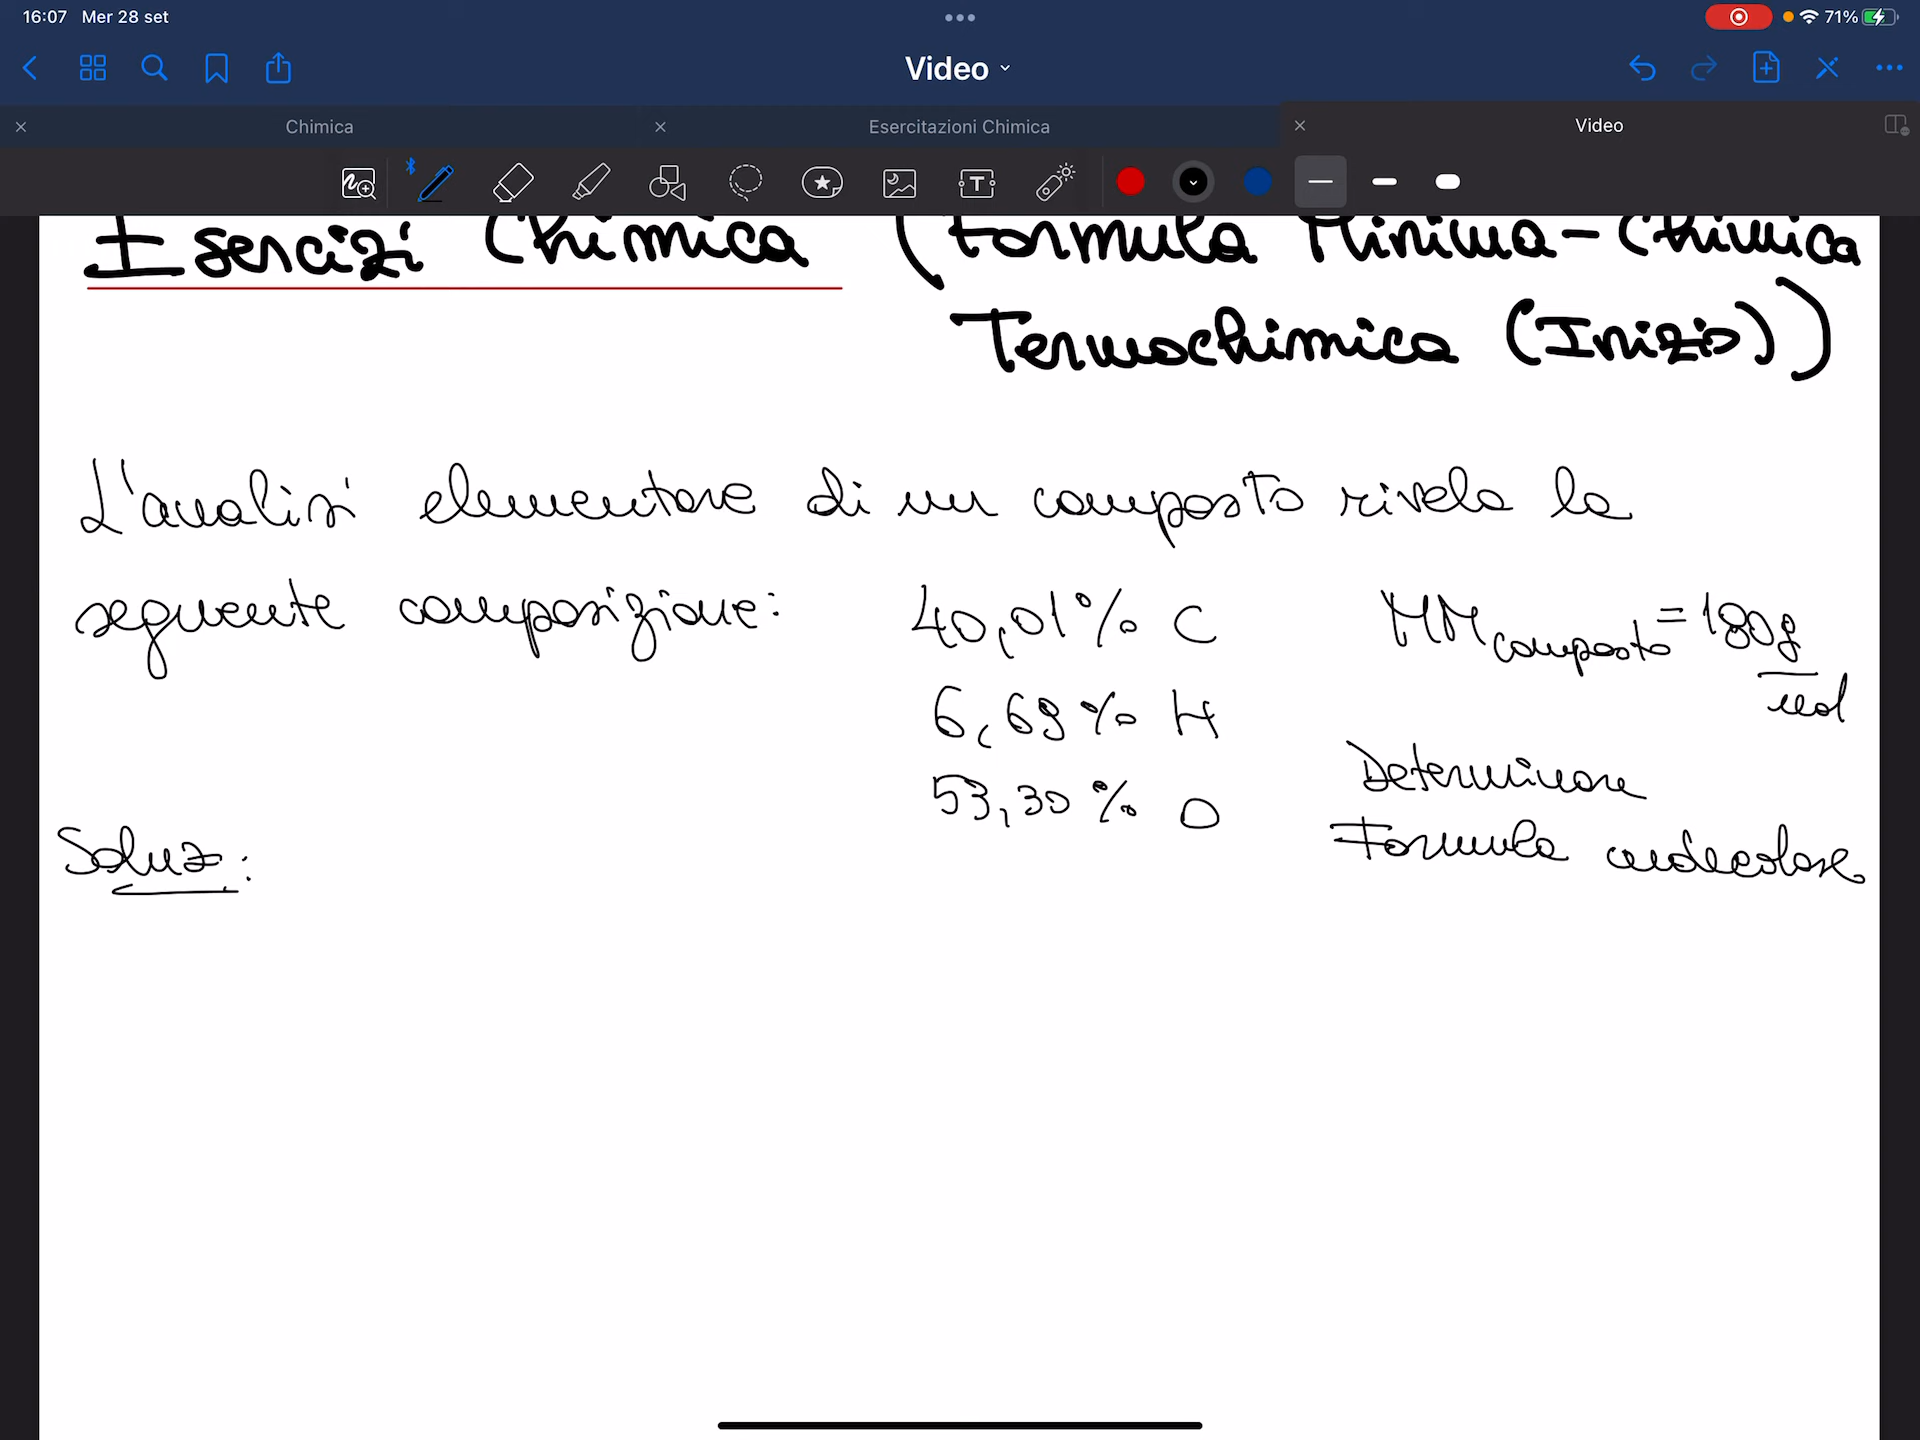 16:07 Mer 28 set
71%
Video
Chimica
Esercitazioni Chimica
Video
Esercizi Chimica (Formula Minima - Chimica
Termochimica (Inizio))
L'analisi elementare di un composto rivela la
seguente composizione: 40,01% C MM composto = 180 g/mol
6,69% H
53,30% O Determinare
Formula molecolare
Soluz.: